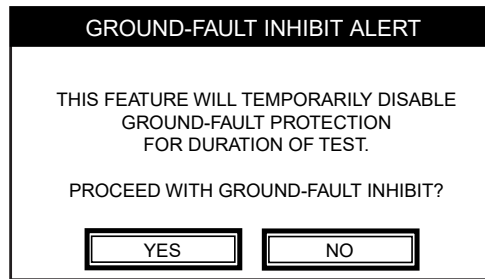 GROUND-FAULT INHIBIT ALERT
THIS FEATURE WILL TEMPORARILY DISABLE
GROUND-FAULT PROTECTION
FOR DURATION OF TEST.
PROCEED WITH GROUND-FAULT INHIBIT?
YES NO